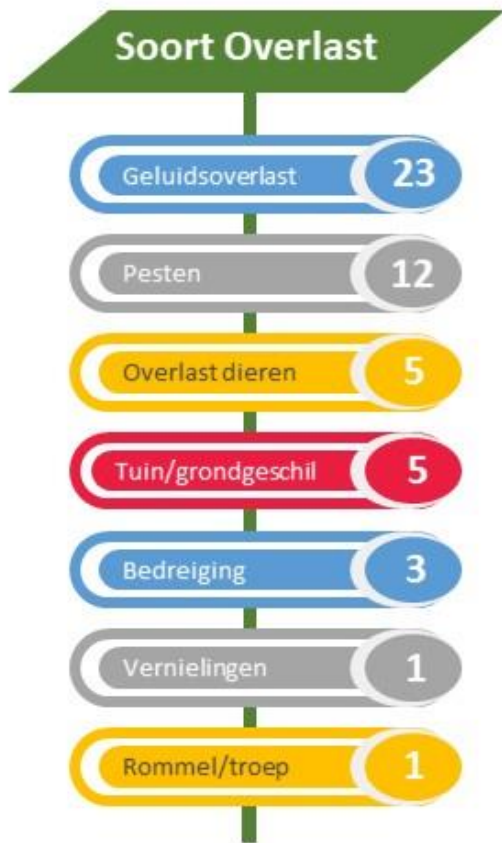 Soort Overlast
Geluidsoverlast 23
Pesten 12
Overlast dieren 5
Tuin/grondgeschil 5
Bedreiging 3
Vernielingen 1
Rommel/troep 1